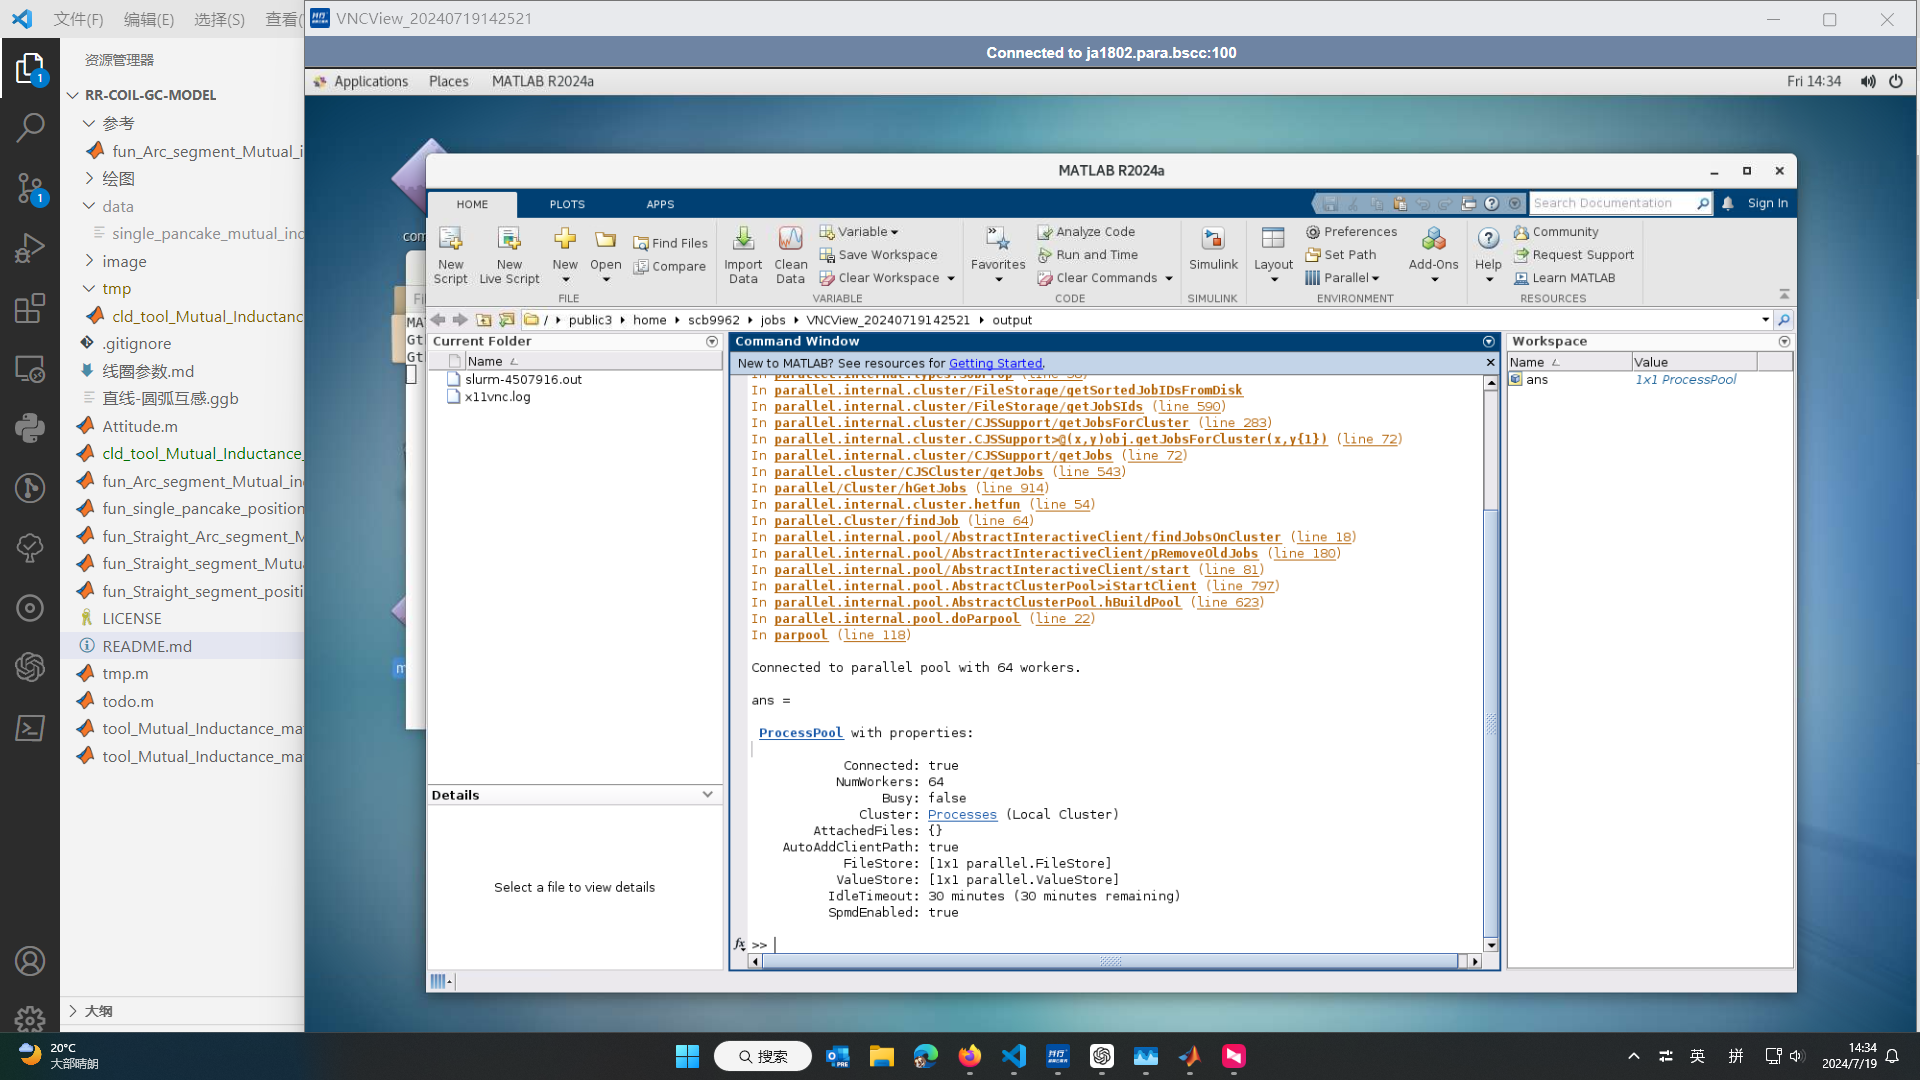 文件(F) 编辑(E) 选择(S) 查看(
VNCView_20240719142521
Connected to ja1802.para.bscc:100
Applications Places MATLAB R2024a
Fri 14:34
资源管理器
RR-COIL-GC-MODEL
参考
fun_Arc_segment_Mutual_i
绘图
data
single_pancake_mutual_ind
image
tmp
cld_tool_Mutual_Inductanc
.gitignore
线圈参数.md
直线-圆弧互感.ggb
Attitude.m
cld_tool_Mutual_Inductance_
fun_Arc_segment_Mutual_in
fun_single_pancake_position
fun_Straight_Arc_segment_M
fun_Straight_segment_Mutua
fun_Straight_segment_positi
LICENSE
README.md
tmp.m
todo.m
tool_Mutual_Inductance_ma
tool_Mutual_Inductance_ma
大纲
com
MATLAB R2024a
HOME PLOTS APPS
Search Documentation
Sign In
New Script
New Live Script
New
Open
Find Files
Compare
FILE
Import Data
Clean Data
Variable
Save Workspace
Clear Workspace
VARIABLE
Favorites
Analyze Code
Run and Time
Clear Commands
CODE
Simulink
SIMULINK
Layout
Preferences
Set Path
Parallel
Add-Ons
ENVIRONMENT
Help
Community
Request Support
Learn MATLAB
RESOURCES
/ public3 home scb9962 jobs VNCView_20240719142521 output
Current Folder
Name
slurm-4507916.out
x11vnc.log
Details
Select a file to view details
Command Window
New to MATLAB? See resources for Getting Started.
In parallel.internal.cluster/FileStorage/getSortedJobIDsFromDisk
In parallel.internal.cluster/FileStorage/getJobSIds (line 590)
In parallel.internal.cluster/CJSSupport/getJobsForCluster (line 283)
In parallel.internal.cluster.CJSSupport>@(x,y)obj.getJobsForCluster(x,y{1}) (line 72)
In parallel.internal.cluster/CJSSupport/getJobs (line 72)
In parallel.cluster/CJSCluster/getJobs (line 543)
In parallel/Cluster/hGetJobs (line 914)
In parallel.internal.cluster.hetfun (line 54)
In parallel.Cluster/findJob (line 64)
In parallel.internal.pool/AbstractInteractiveClient/findJobsOnCluster (line 18)
In parallel.internal.pool/AbstractInteractiveClient/pRemoveOldJobs (line 180)
In parallel.internal.pool/AbstractInteractiveClient/start (line 81)
In parallel.internal.pool.AbstractClusterPool>iStartClient (line 797)
In parallel.internal.pool.AbstractClusterPool.hBuildPool (line 623)
In parallel.internal.pool.doParpool (line 22)
In parpool (line 118)
Connected to parallel pool with 64 workers.
ans =
ProcessPool with properties:
Connected: true
NumWorkers: 64
Busy: false
Cluster: Processes (Local Cluster)
AttachedFiles: {}
AutoAddClientPath: true
FileStore: [1x1 parallel.FileStore]
ValueStore: [1x1 parallel.ValueStore]
IdleTimeout: 30 minutes (30 minutes remaining)
SpmdEnabled: true
fx >>
Workspace
Name Value
ans 1x1 ProcessPool
20°C
大部晴朗
搜索
英
拼
14:34
2024/7/19